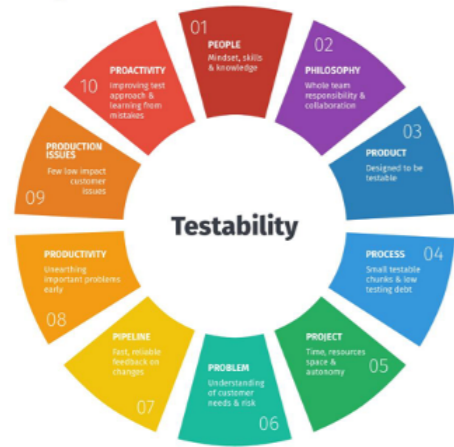 01
PEOPLE
Mindset, skills
& knowledge
02
PHILOSOPHY
Whole team
responsibility &
collaboration
03
PRODUCT
Designed to be
testable
PROCESS
04
Small testable
chunks & low
testing debt
PROJECT
Time, resources
space &
autonomy
05
PROBLEM
Understanding
of customer
needs & risk
06
PIPELINE
Fast, reliable
feedback on
changes
07
PRODUCTIVITY
Unearthing
important problems
early
08
PRODUCTION
ISSUES
Few low impact
customer
issues
09
PROACTIVITY
10
Improving test
approach &
learning from
mistakes
Testability